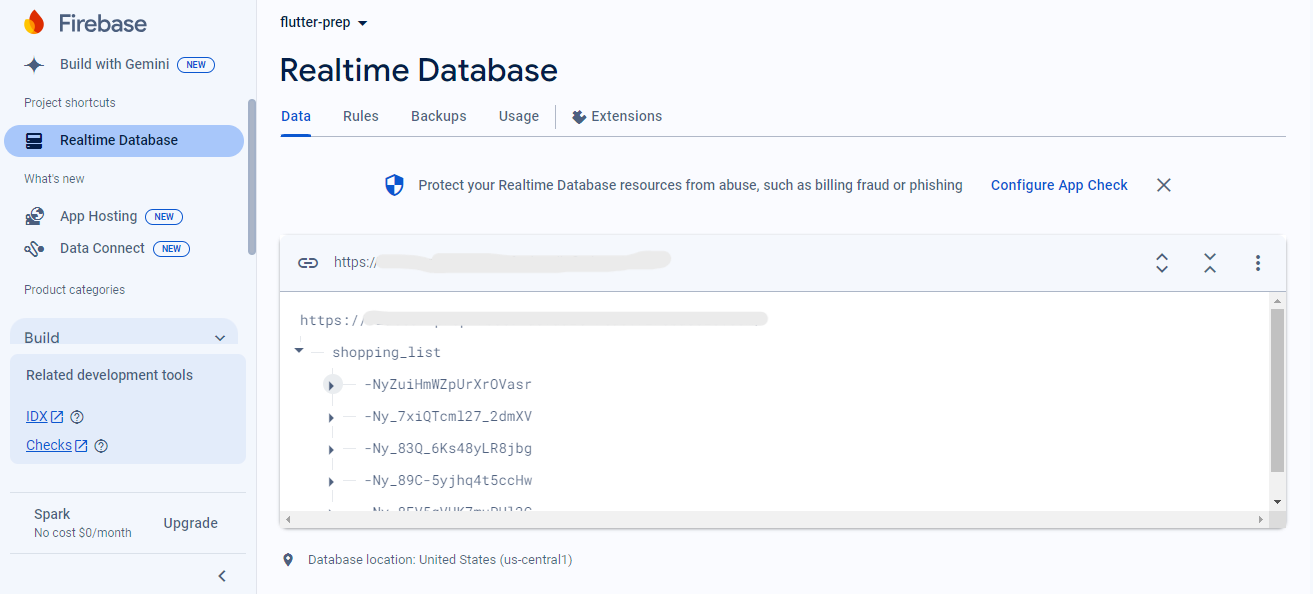 Firebase
Build with Gemini NEW
Project shortcuts
Realtime Database
What's new
App Hosting NEW
Data Connect NEW
Product categories
Build
Related development tools
IDX
Checks
Spark
No cost $0/month
Upgrade
flutter-prep
Realtime Database
Data Rules Backups Usage Extensions
Protect your Realtime Database resources from abuse, such as billing fraud or phishing Configure App Check
https://
https://
shopping_list
-NyZuiHmWZpUrXrOVasr
-Ny_7xiQTcml27_2dmXV
-Ny_83Q_6Ks48yLR8jbg
-Ny_89C-5yjhq4t5ccHw
Database location: United States (us-central1)